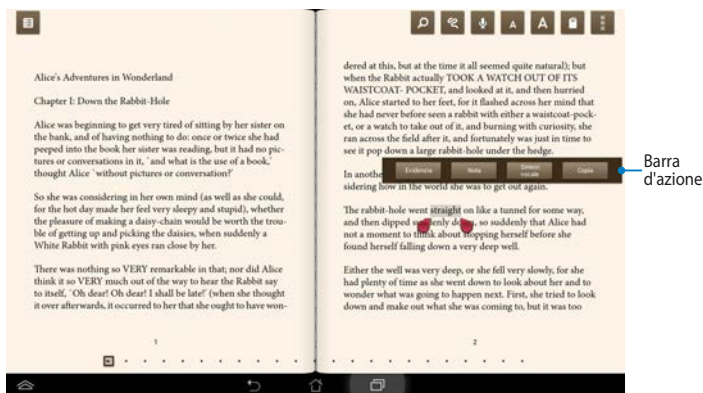 Alice's Adventures in Wonderland
Chapter I: Down the Rabbit-Hole
Alice was beginning to get very tired of sitting by her sister on
the bank, and of having nothing to do: once or twice she had
peeped into the book her sister was reading, but it had no pic-
tures or conversations in it, `and what is the use of a book,'
thought Alice `without pictures or conversation?'
So she was considering in her own mind (as well as she could,
for the hot day made her feel very sleepy and stupid), whether
the pleasure of making a daisy-chain would be worth the trou-
ble of getting up and picking the daisies, when suddenly a
White Rabbit with pink eyes ran close by her.
There was nothing so VERY remarkable in that; nor did Alice
think it so VERY much out of the way to hear the Rabbit say
to itself, `Oh dear! Oh dear! I shall be late!' (when she thought
it over afterwards, it occurred to her that she ought to have won-
1
A
A
dered at this, but at the time it all seemed quite natural); but
when the Rabbit actually TOOK A WATCH OUT OF ITS
WAISTCOAT- POCKET, and looked at it, and then hurried
on, Alice started to her feet, for it flashed across her mind that
she had never before seen a rabbit with either a waistcoat-pock-
et, or a watch to take out of it, and burning with curiosity, she
ran across the field after it, and fortunately was just in time to
see it pop down a large rabbit-hole under the hedge.
In anothe
Evidenzia Nota Sintesi vocale Copia
sidering how in the world she was to get out again.
The rabbit-hole went straight on like a tunnel for some way,
and then dipped suddenly down, so suddenly that Alice had
not a moment to think about stopping herself before she
found herself falling down a very deep well.
Either the well was very deep, or she fell very slowly, for she
had plenty of time as she went down to look about her and to
wonder what was going to happen next. First, she tried to look
down and make out what she was coming to, but it was too
2
Barra
d'azione